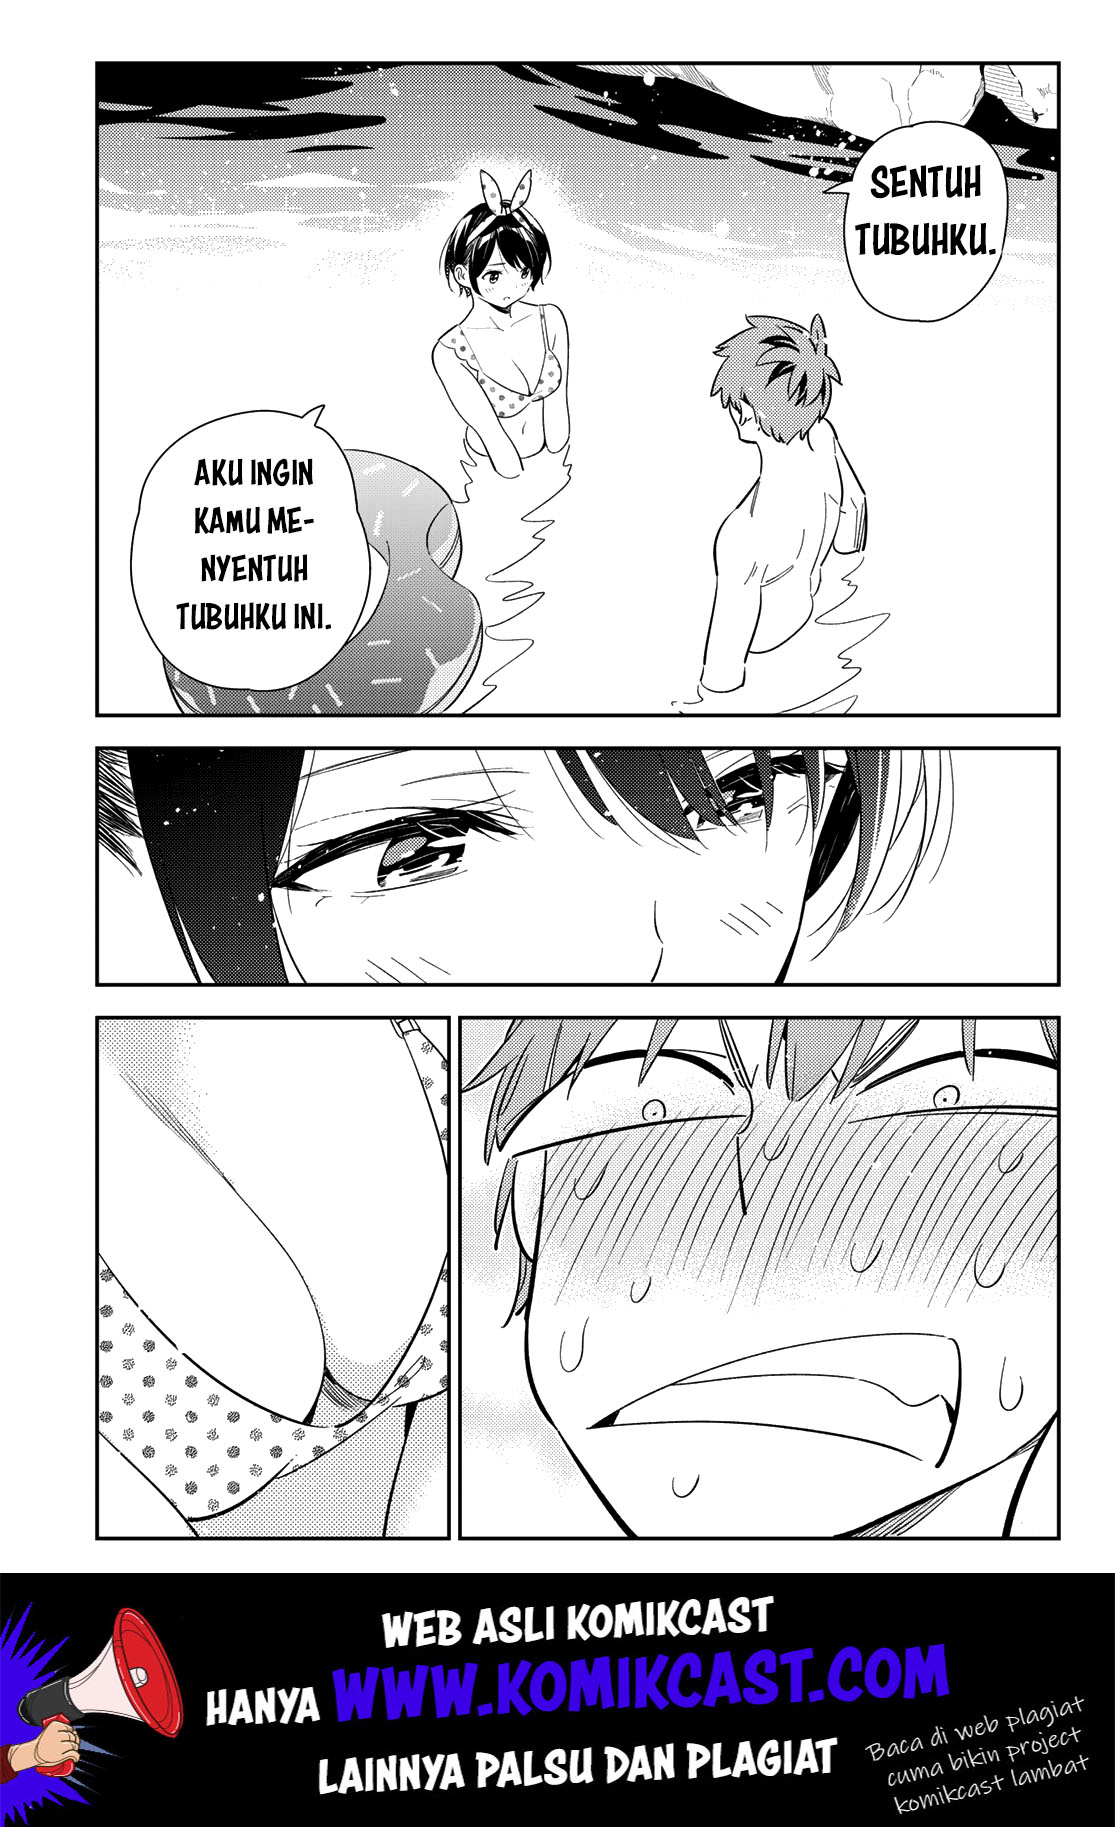 SENTUH
TUBUHKU.
AKU INGIN
KAMU ME-
NYENTUH
TUBUHKU INI.
WEB ASLI KOMIKCAST
HANYA WWW.KOMIKCAST.COM
LAINNYA PALSU DAN PLAGIAT
Baca di web plagiat
cuma bikin project
komikcast lambat